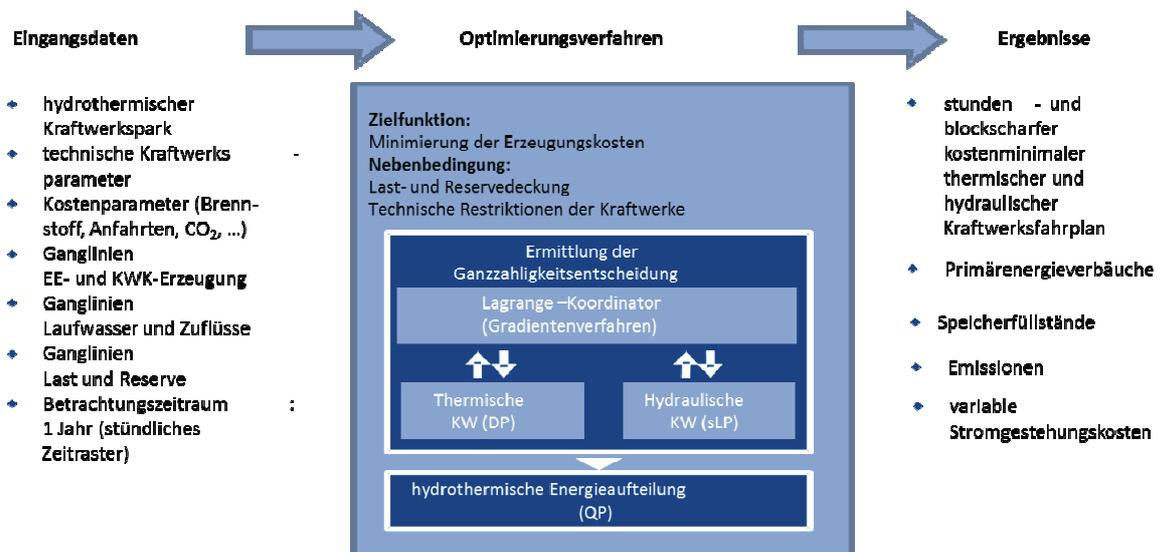 Eingangsdaten
Optimierungsverfahren
Ergebnisse
hydrothermischer
Kraftwerkspark
technische Kraftwerks -
parameter
Kostenparameter (Brenn-
stoff, Anfahrten, CO₂, ...)
Ganglinien
EE- und KWK-Erzeugung
Ganglinien
Laufwasser und Zuflüsse
Ganglinien
Last und Reserve
Betrachtungszeitraum :
1 Jahr (stündliches
Zeitraster)
Zielfunktion:
Minimierung der Erzeugungskosten
Nebenbedingung:
Last- und Reservedeckung
Technische Restriktionen der Kraftwerke
Ermittlung der
Ganzzahligkeitsentscheidung
Lagrange –Koordinator
(Gradientenverfahren)
Thermische
KW (DP)
Hydraulische
KW (sLP)
hydrothermische Energieaufteilung
(QP)
stunden - und
blockscharfer
kostenminimaler
thermischer und
hydraulischer
Kraftwerksfahrplan
Primärenergieverbäuche
Speicherfüllstände
Emissionen
variable
Stromgestehungskosten